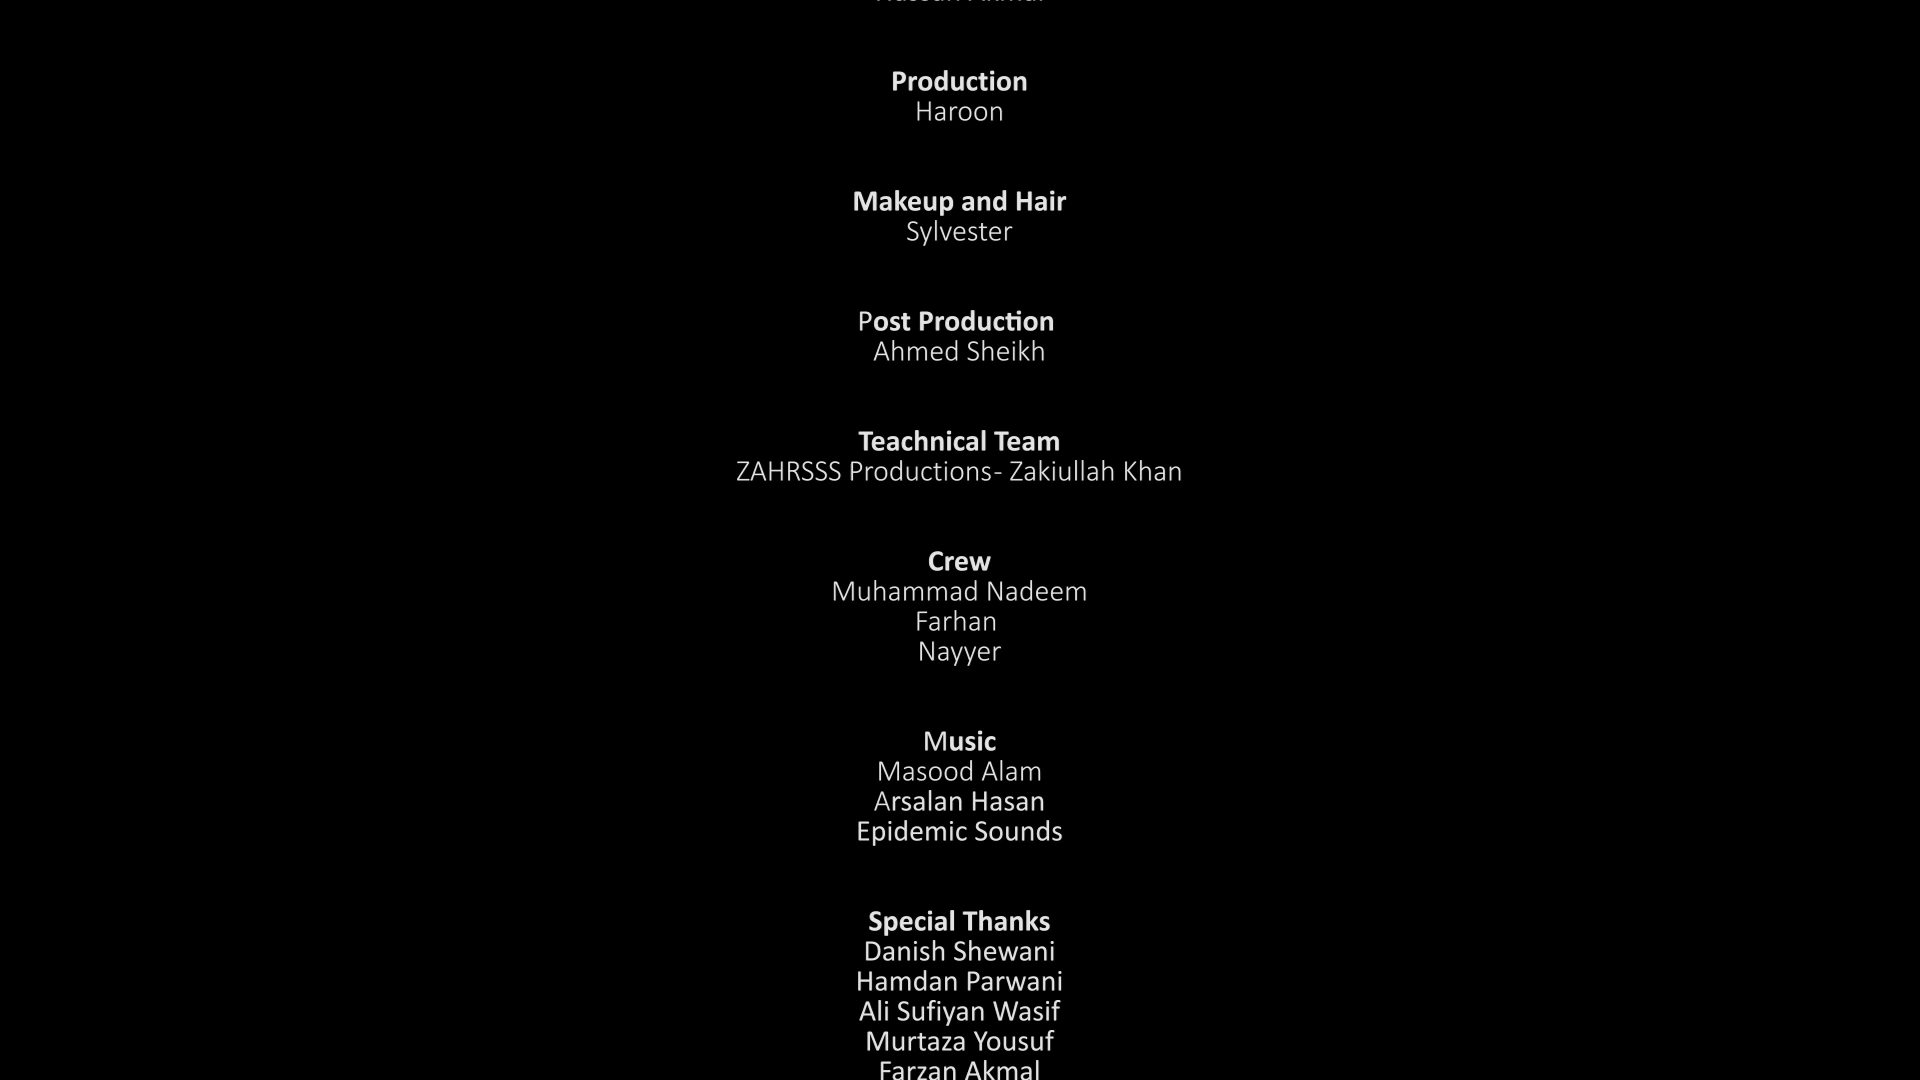 Production
Haroon
Makeup and Hair
Sylvester
Post Production
Ahmed Sheikh
Teachnical Team
ZAHRSSS Productions- Zakiullah Khan
Crew
Muhammad Nadeem
Farhan
Nayyer
Music
Masood Alam
Arsalan Hasan
Epidemic Sounds
Special Thanks
Danish Shewani
Hamdan Parwani
Ali Sufiyan Wasif
Murtaza Yousuf
Farzan Akmal